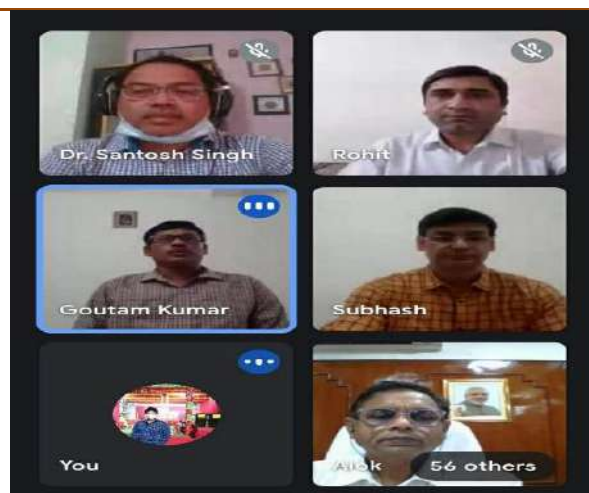 Dr. Santosh Singh
Rohit
Goutam Kumar
Subhash
You
Alok
56 others